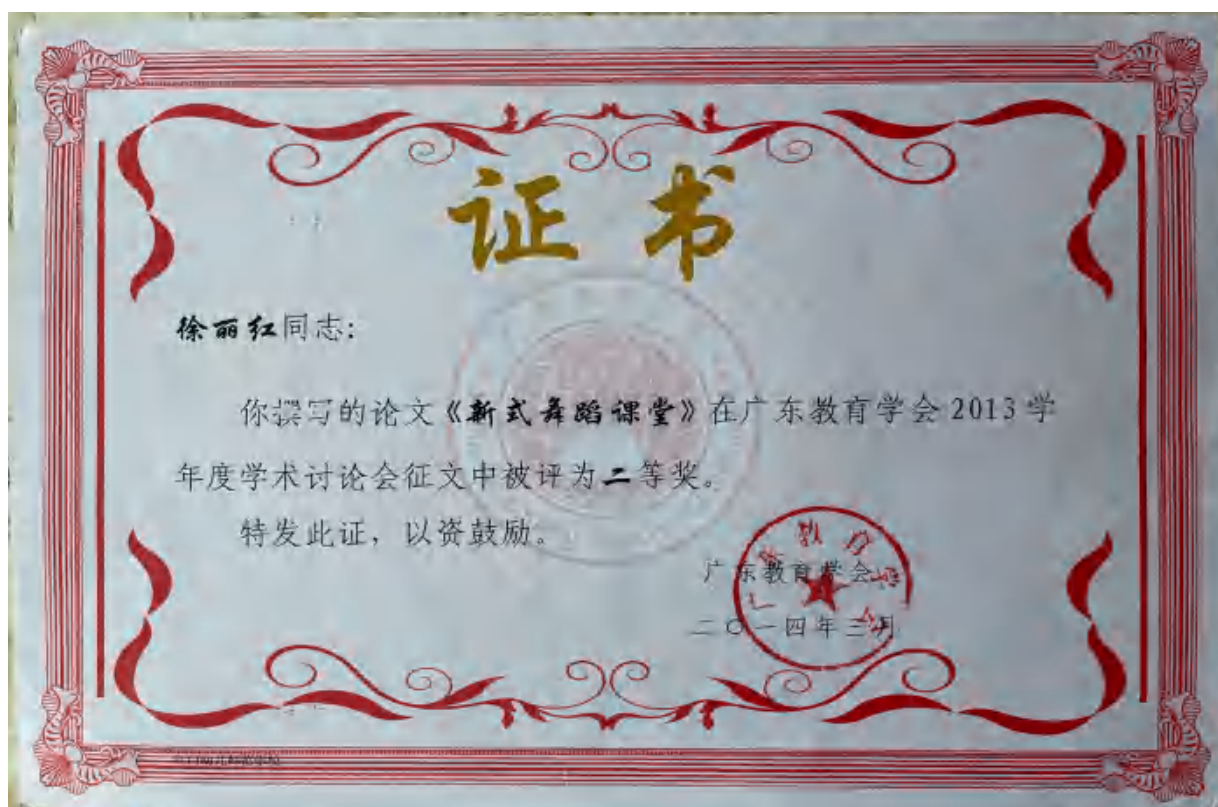 证书
徐丽红同志:
你撰写的论文《新式舞蹈课堂》在广东教育学会2013学
年度学术讨论会征文中被评为二等奖。
特发此证，以资鼓励。
广东教育学会
二〇一四年三月